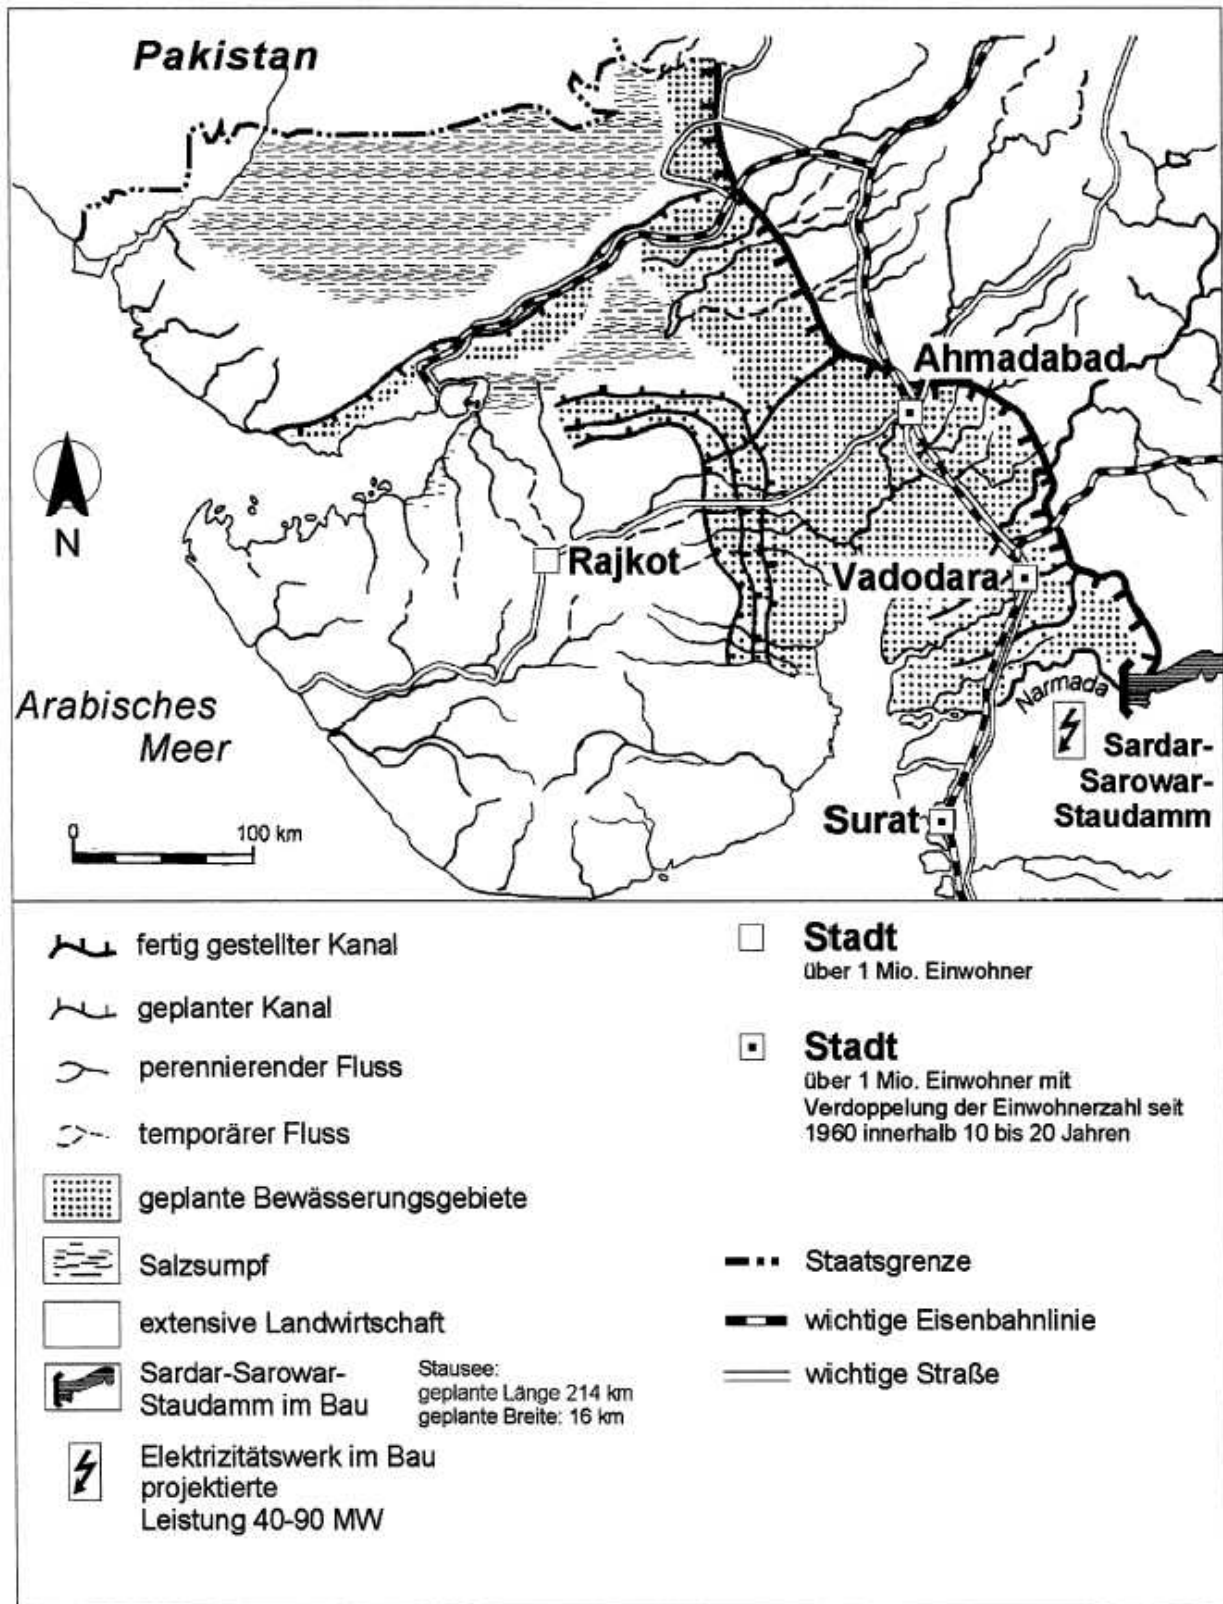 Pakistan
Ahmadabad
N
Rajkot
Vadodara
Arabisches
Meer
Narmada
Sardar-
Sarowar-
Staudamm
Surat
0
100 km
fertig gestellter Kanal
geplanter Kanal
perennierender Fluss
temporärer Fluss
geplante Bewässerungsgebiete
Salzsumpf
extensive Landwirtschaft
Sardar-Sarowar-
Staudamm im Bau
Stausee:
geplante Länge 214 km
geplante Breite: 16 km
Elektrizitätswerk im Bau
projektierte
Leistung 40-90 MW
Stadt
über 1 Mio. Einwohner
Stadt
über 1 Mio. Einwohner mit
Verdoppelung der Einwohnerzahl seit
1960 innerhalb 10 bis 20 Jahren
Staatsgrenze
wichtige Eisenbahnlinie
wichtige Straße